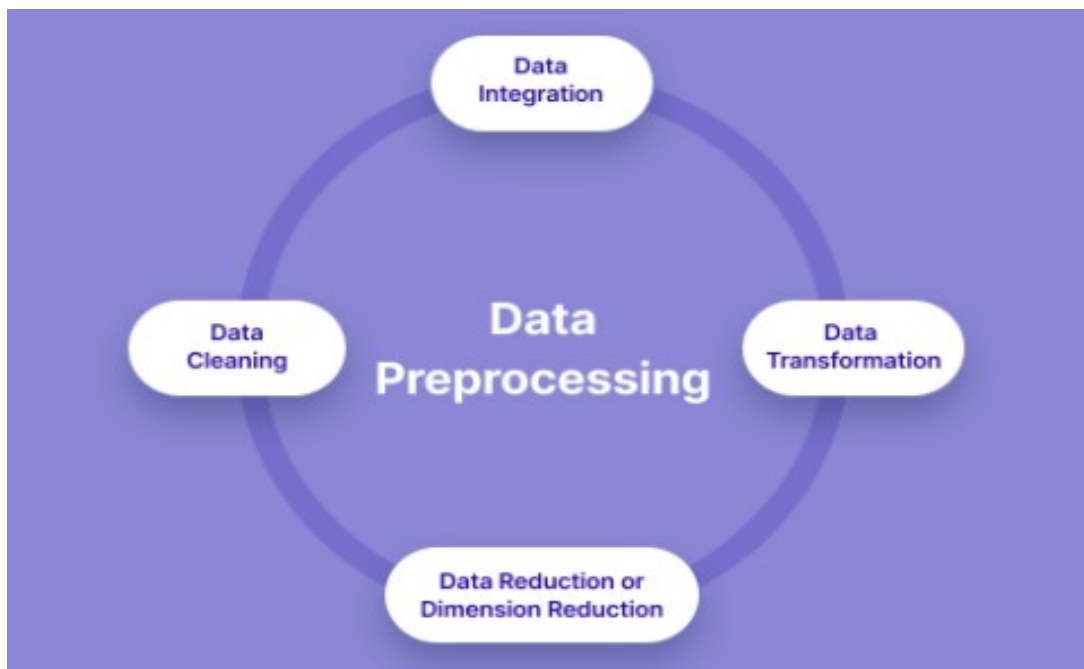 Data
Integration
Data
Cleaning
Data
Preprocessing
Data
Transformation
Data Reduction or
Dimension Reduction